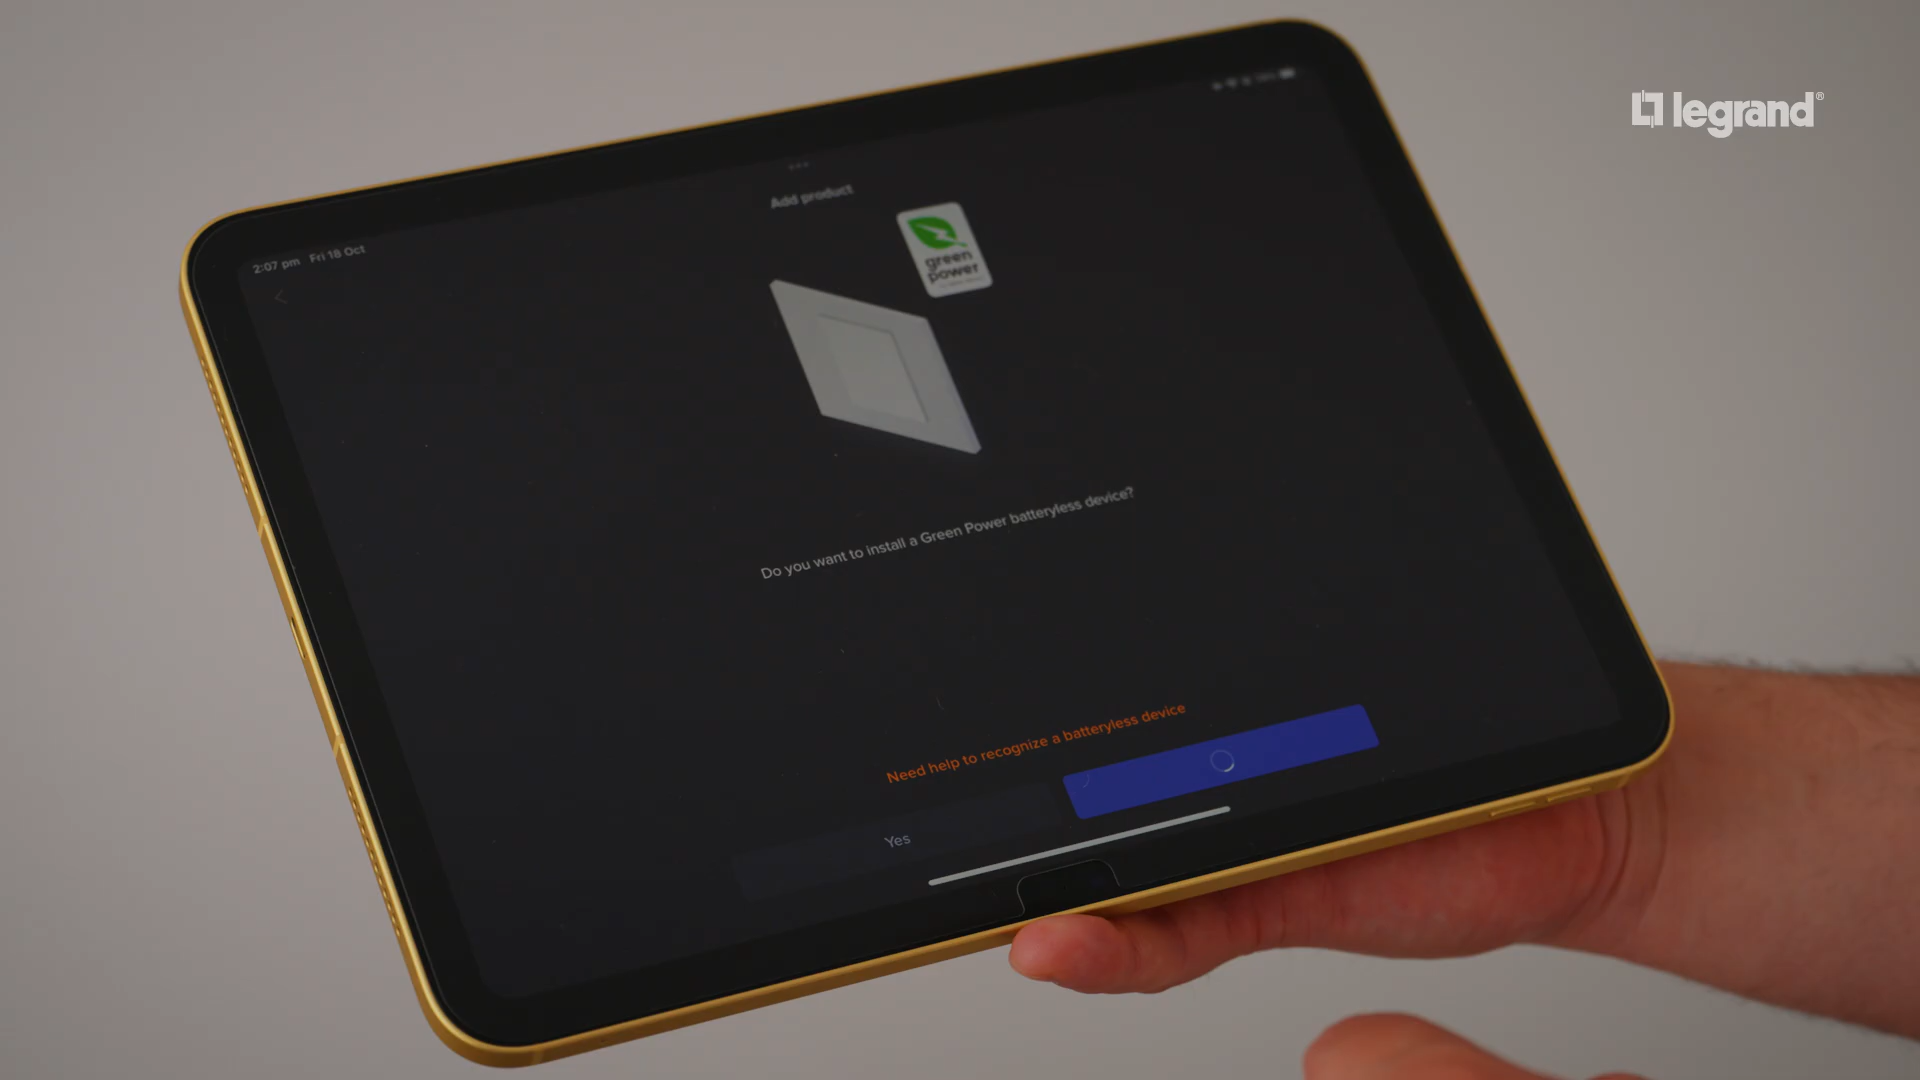 legrand®
2:07 pm Fri 18 Oct
Add product
green
power
Do you want to install a Green Power batteryless device?
Need help to recognize a batteryless device
Yes